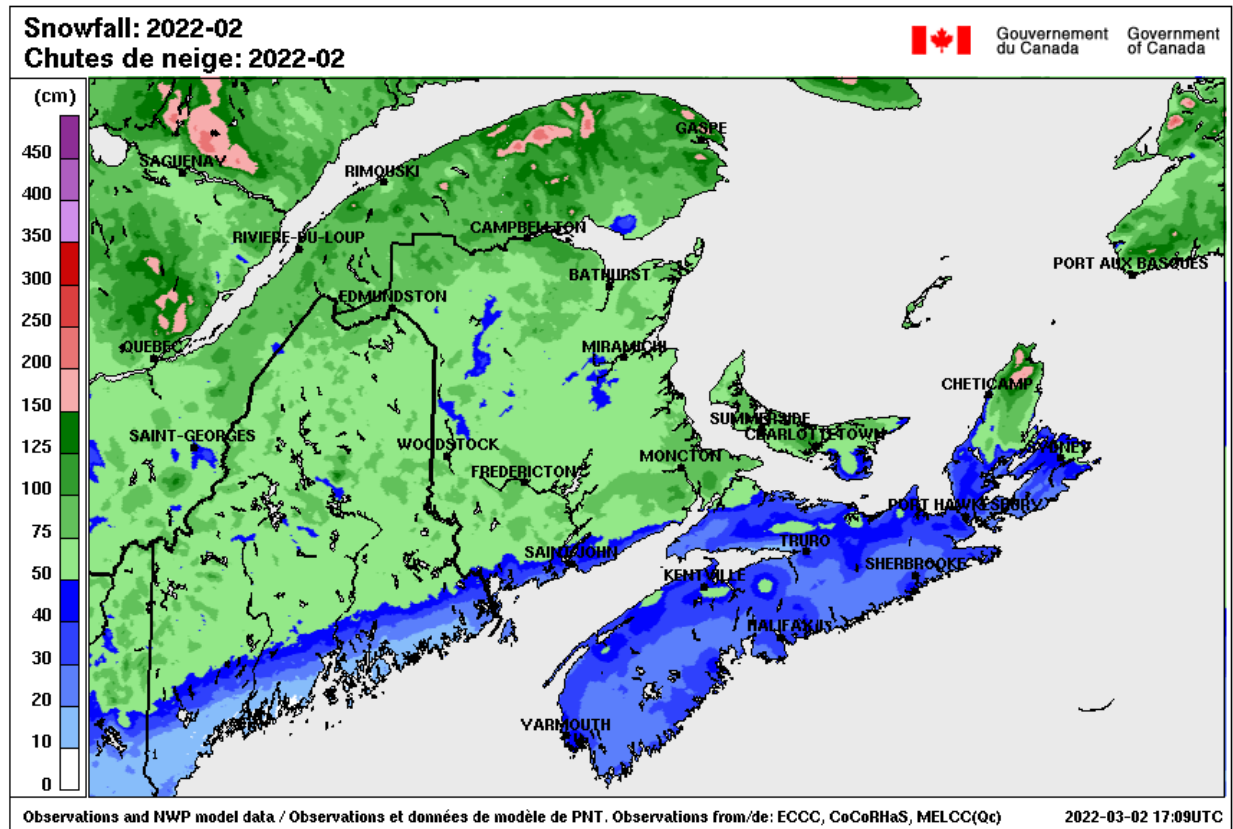 Snowfall: 2022-02
Chutes de neige: 2022-02
Gouvernement du Canada
Government of Canada
(cm)
450
400
350
300
250
200
150
125
100
75
50
40
30
20
10
0
SAGUENAY
GASPE
RIMOUSKI
CAMPBELLTON
RIVIERE-DU-LOUP
PORT AUX BASQUES
BATHURST
EDMUNDSTON
QUEBEC
MIRAMICHI
CHETICAMP
SUMMERSIDE
CHARLOTTETOWN
SAINT-GEORGES
WOODSTOCK
SYDNEY
MONCTON
FREDERICTON
PORT HAWKESBURY
TRURO
SAINT JOHN
SHERBROOKE
KENTVILLE
HALIFAX
YARMOUTH
Observations and NWP model data / Observations et données de modèle de PNT. Observations from/de: ECCC, CoCoRHaS, MELCC(Qc)
2022-03-02 17:09UTC